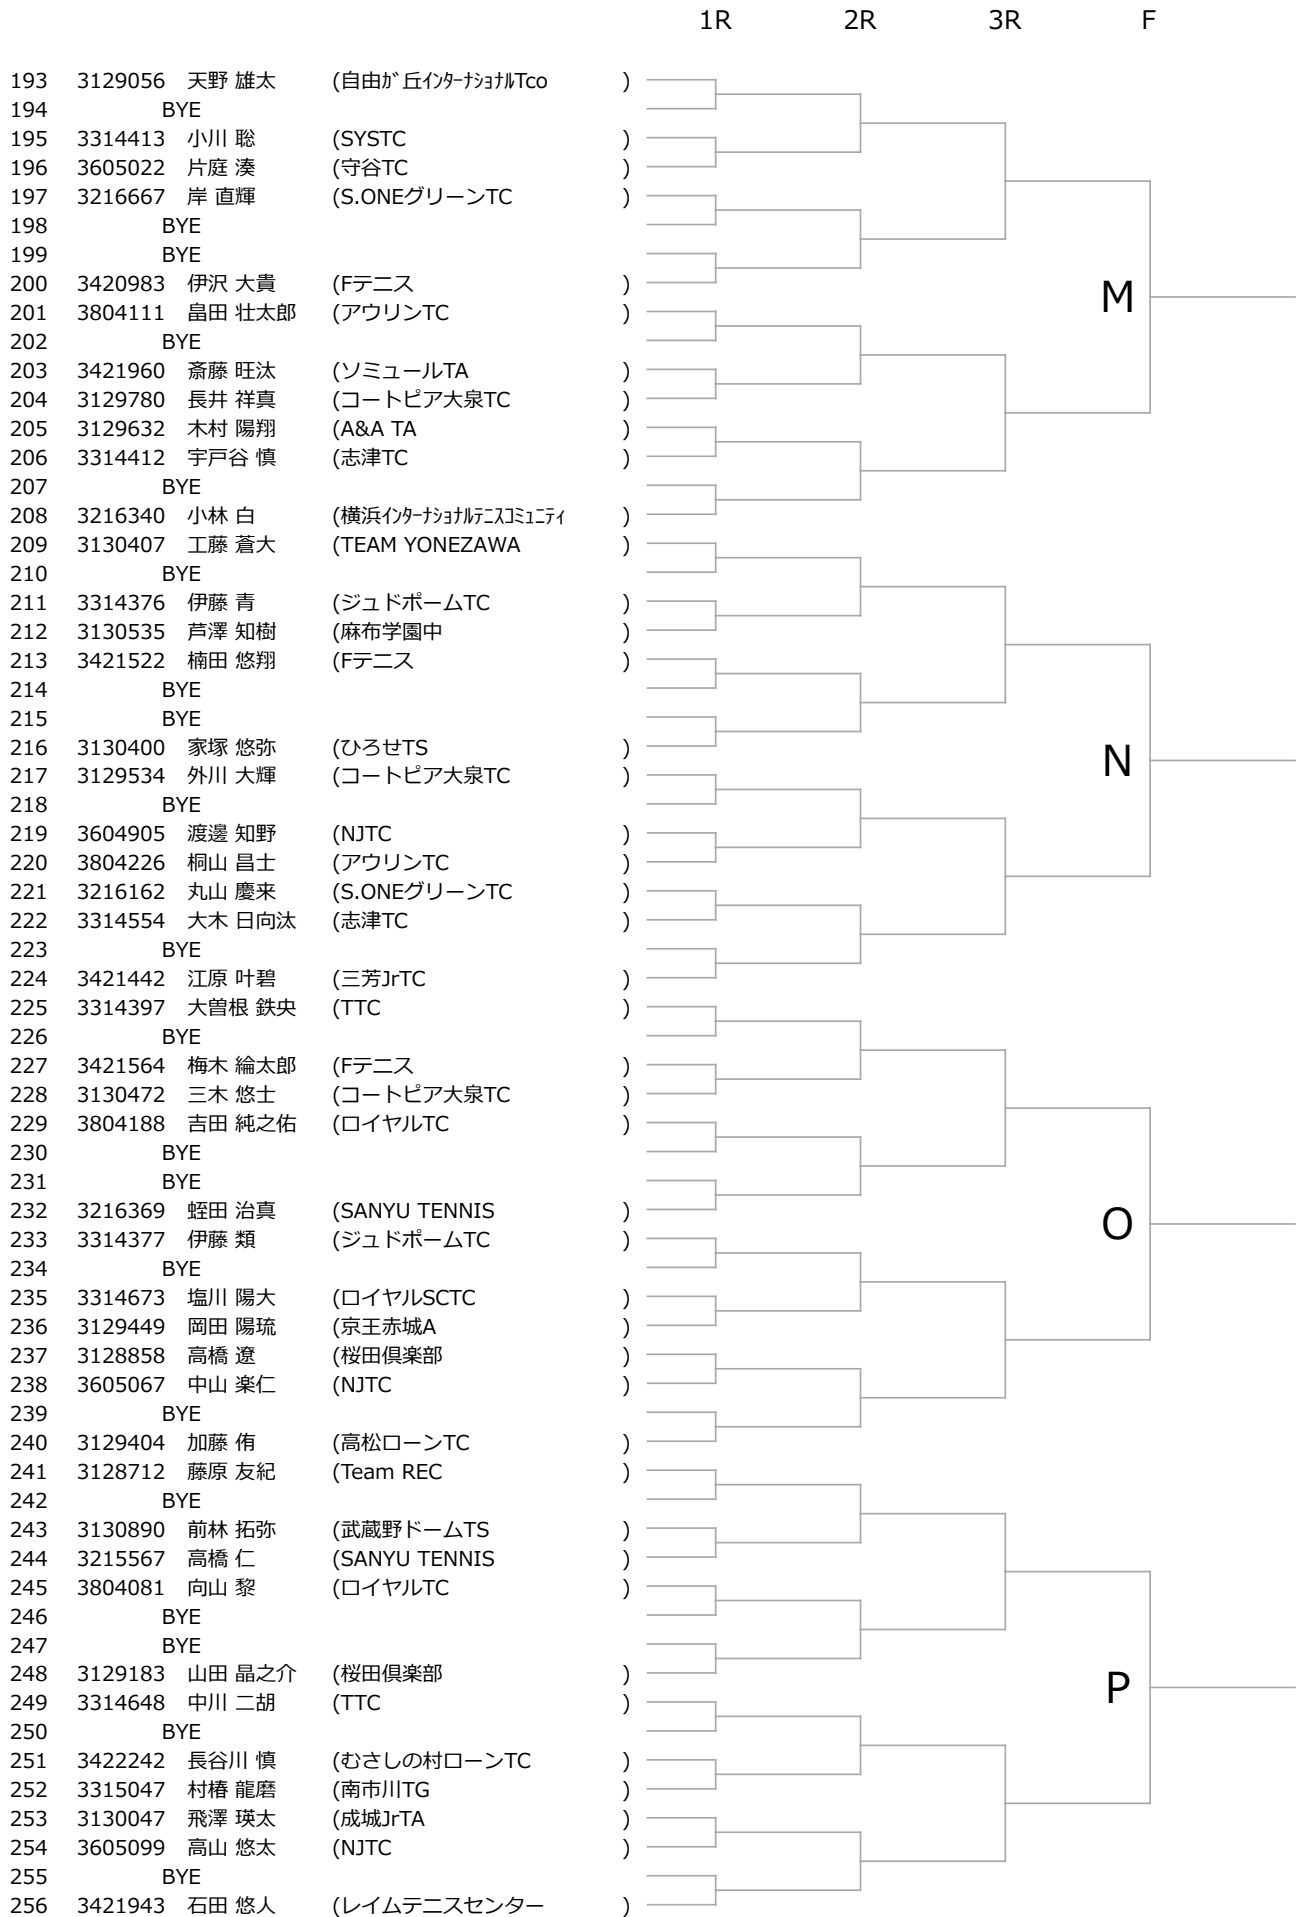 1R 2R 3R F
193 3129056 天野 雄太 (自由が丘ｲﾝﾀｰﾅｼｮﾅﾙTco )
194 BYE
195 3314413 小川 聡 (SYSTC )
196 3605022 片庭 湊 (守谷TC )
197 3216667 岸 直輝 (S.ONEグリーンTC )
198 BYE
199 BYE
200 3420983 伊沢 大貴 (Fテニス )
M
201 3804111 畠田 壮太郎 (アウリンTC )
202 BYE
203 3421960 斎藤 旺汰 (ソミュールTA )
204 3129780 長井 祥真 (コートピア大泉TC )
205 3129632 木村 陽翔 (A&A TA )
206 3314412 宇戸谷 慎 (志津TC )
207 BYE
208 3216340 小林 白 (横浜ｲﾝﾀｰﾅｼｮﾅﾙﾃﾆｽｺﾐｭﾆﾃｨ )
209 3130407 工藤 蒼大 (TEAM YONEZAWA )
210 BYE
211 3314376 伊藤 青 (ジュドポームTC )
212 3130535 芦澤 知樹 (麻布学園中 )
213 3421522 楠田 悠翔 (Fテニス )
214 BYE
215 BYE
216 3130400 家塚 悠弥 (ひろせTS )
N
217 3129534 外川 大輝 (コートピア大泉TC )
218 BYE
219 3604905 渡邊 知野 (NJTC )
220 3804226 桐山 昌士 (アウリンTC )
221 3216162 丸山 慶来 (S.ONEグリーンTC )
222 3314554 大木 日向汰 (志津TC )
223 BYE
224 3421442 江原 叶碧 (三芳JrTC )
225 3314397 大曽根 鉄央 (TTC )
226 BYE
227 3421564 梅木 綸太郎 (Fテニス )
228 3130472 三木 悠士 (コートピア大泉TC )
229 3804188 吉田 純之佑 (ロイヤルTC )
230 BYE
231 BYE
232 3216369 蛭田 治真 (SANYU TENNIS )
O
233 3314377 伊藤 類 (ジュドポームTC )
234 BYE
235 3314673 塩川 陽大 (ロイヤルSCTC )
236 3129449 岡田 陽琉 (京王赤城A )
237 3128858 高橋 遼 (桜田倶楽部 )
238 3605067 中山 楽仁 (NJTC )
239 BYE
240 3129404 加藤 侑 (高松ローンTC )
241 3128712 藤原 友紀 (Team REC )
242 BYE
243 3130890 前林 拓弥 (武蔵野ドームTS )
244 3215567 高橋 仁 (SANYU TENNIS )
245 3804081 向山 黎 (ロイヤルTC )
246 BYE
247 BYE
248 3129183 山田 晶之介 (桜田倶楽部 )
P
249 3314648 中川 二胡 (TTC )
250 BYE
251 3422242 長谷川 慎 (むさしの村ローンTC )
252 3315047 村椿 龍磨 (南市川TG )
253 3130047 飛澤 瑛太 (成城JrTA )
254 3605099 高山 悠太 (NJTC )
255 BYE
256 3421943 石田 悠人 (レイムテニスセンター )